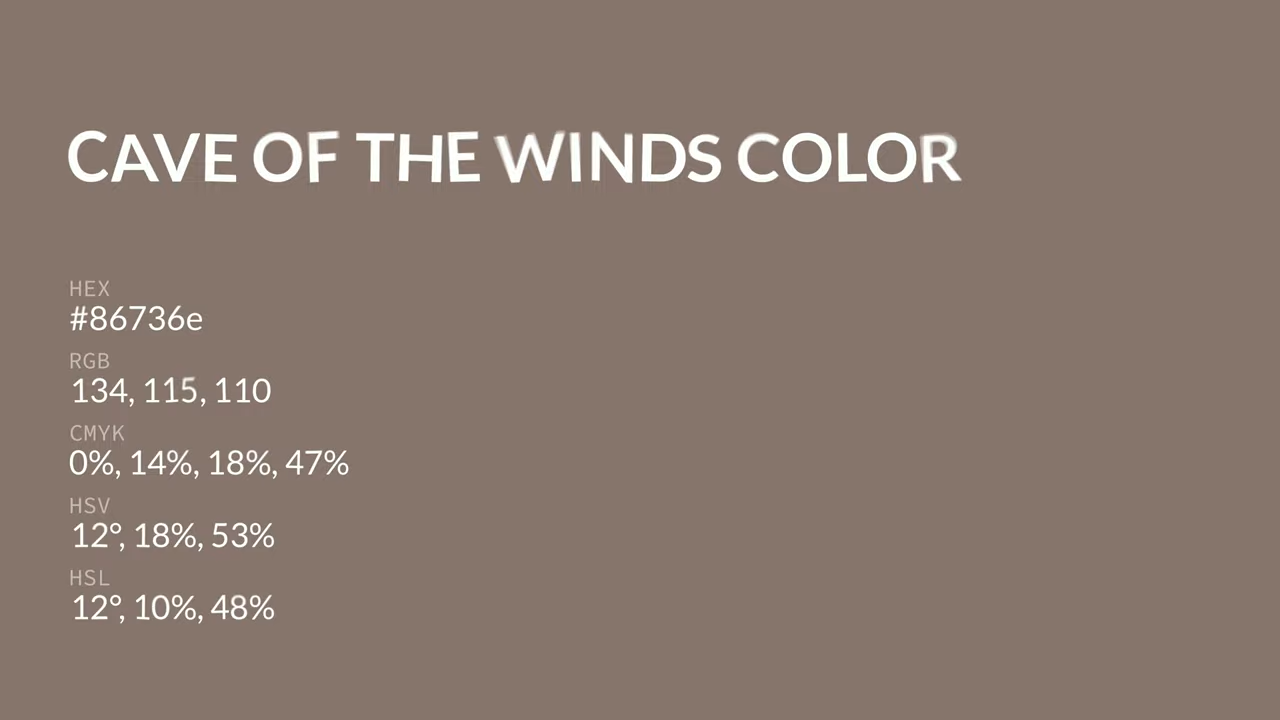 CAVE OF THE WINDS COLOR
HEX
#86736e
RGB
134, 115, 110
CMYK
0%, 14%, 18%, 47%
HSV
12°, 18%, 53%
HSL
12°, 10%, 48%